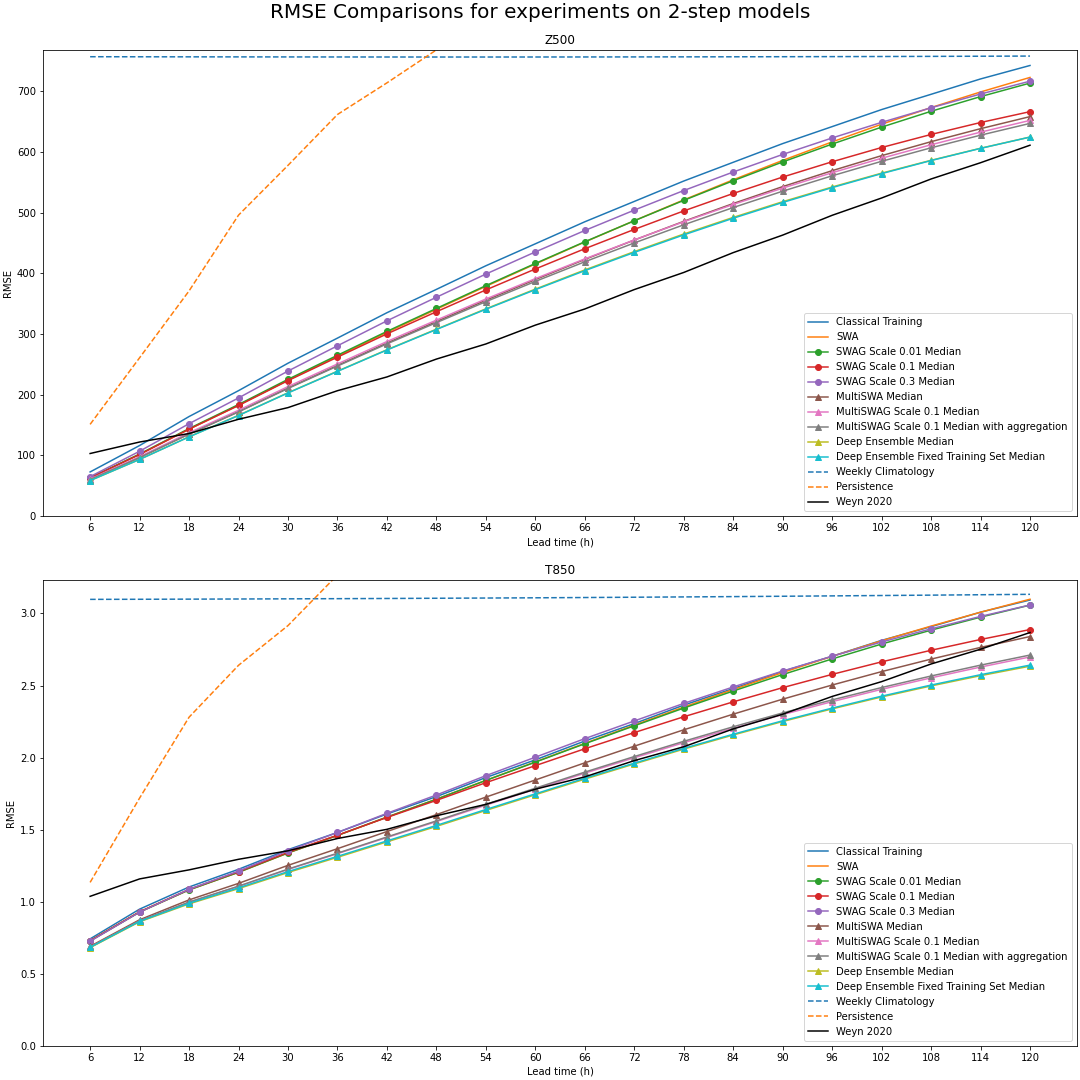 RMSE Comparisons for experiments on 2-step models
Z500
700
600
500
400
300
200
100
0
RMSE
6 12 18 24 30 36 42 48 54 60 66 72 78 84 90 96 102 108 114 120
Lead time (h)
Classical Training
SWA
SWAG Scale 0.01 Median
SWAG Scale 0.1 Median
SWAG Scale 0.3 Median
MultiSWA Median
MultiSWAG Scale 0.1 Median
MultiSWAG Scale 0.1 Median with aggregation
Deep Ensemble Median
Deep Ensemble Fixed Training Set Median
Weekly Climatology
Persistence
Weyn 2020
T850
3.0
2.5
2.0
1.5
1.0
0.5
0.0
RMSE
6 12 18 24 30 36 42 48 54 60 66 72 78 84 90 96 102 108 114 120
Lead time (h)
Classical Training
SWA
SWAG Scale 0.01 Median
SWAG Scale 0.1 Median
SWAG Scale 0.3 Median
MultiSWA Median
MultiSWAG Scale 0.1 Median
MultiSWAG Scale 0.1 Median with aggregation
Deep Ensemble Median
Deep Ensemble Fixed Training Set Median
Weekly Climatology
Persistence
Weyn 2020